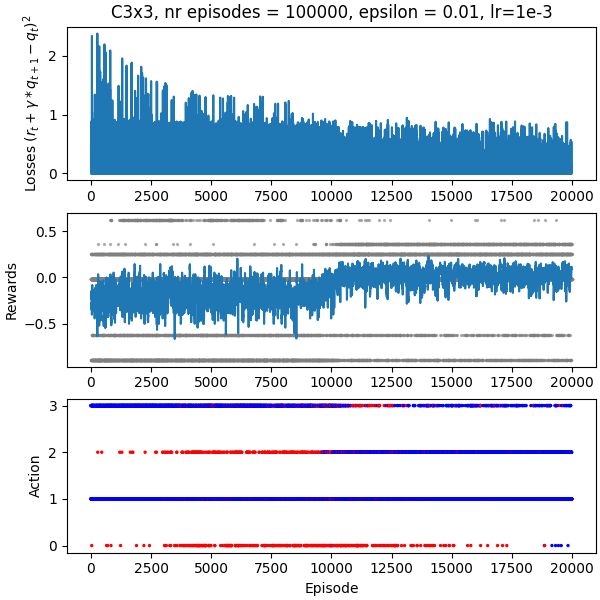 C3x3, nr episodes = 100000, epsilon = 0.01, lr=1e-3
Losses (r_t + γ * q_{t+1} − q_t)^2
2
1
0
0 2500 5000 7500 10000 12500 15000 17500 20000
Rewards
0.5
0.0
−0.5
0 2500 5000 7500 10000 12500 15000 17500 20000
Action
3
2
1
0
0 2500 5000 7500 10000 12500 15000 17500 20000
Episode